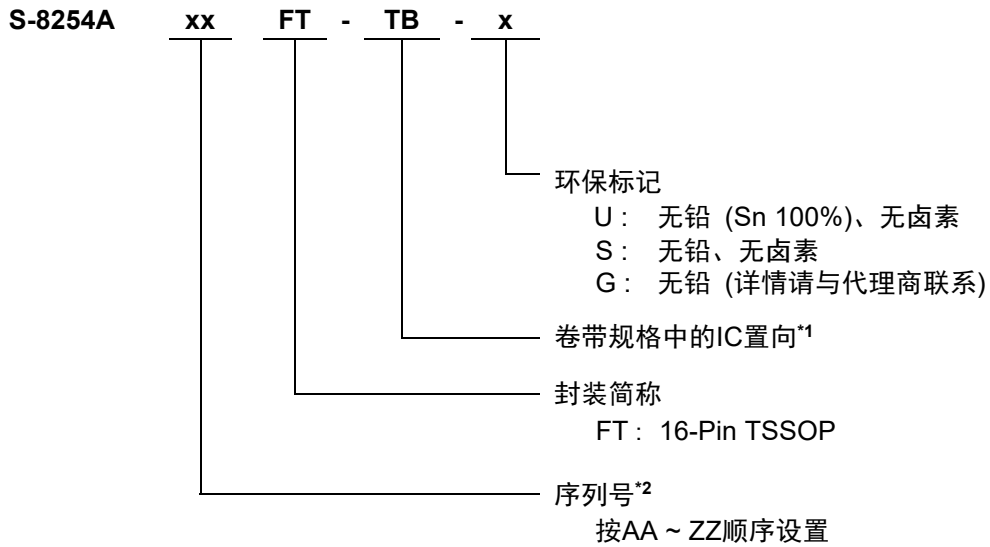 S-8254A xx FT - TB - x
环保标记
U : 无铅 (Sn 100%)、无卤素
S : 无铅、无卤素
G : 无铅 (详情请与代理商联系)
卷带规格中的IC置向*1
封装简称
FT : 16-Pin TSSOP
序列号*2
按AA ~ ZZ顺序设置